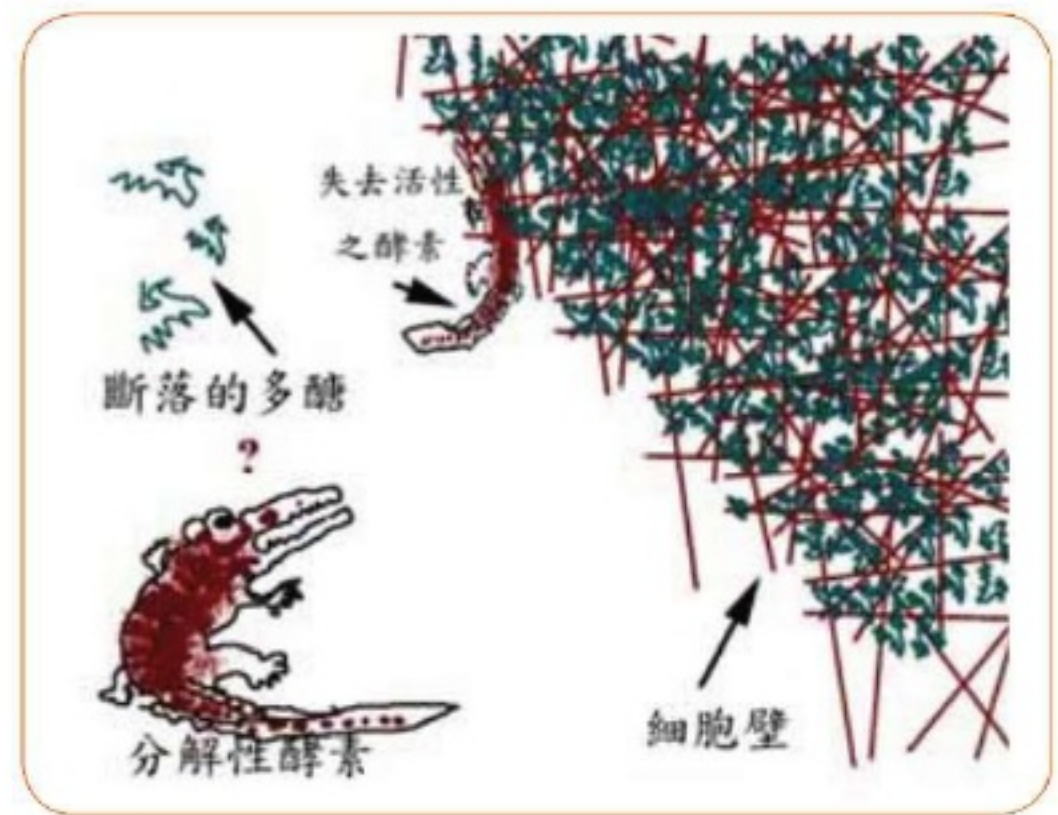 失去活性
之酵素
斷落的多醣
?
分解性酵素
細胞壁